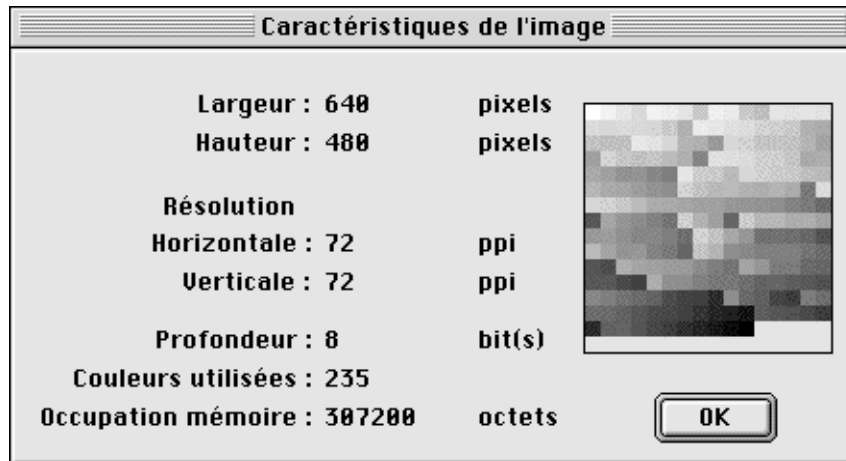 Caractéristiques de l'image
Largeur : 640 pixels
Hauteur : 480 pixels
Résolution
Horizontale : 72 ppi
Verticale : 72 ppi
Profondeur : 8 bit(s)
Couleurs utilisées : 235
Occupation mémoire : 307200 octets
OK